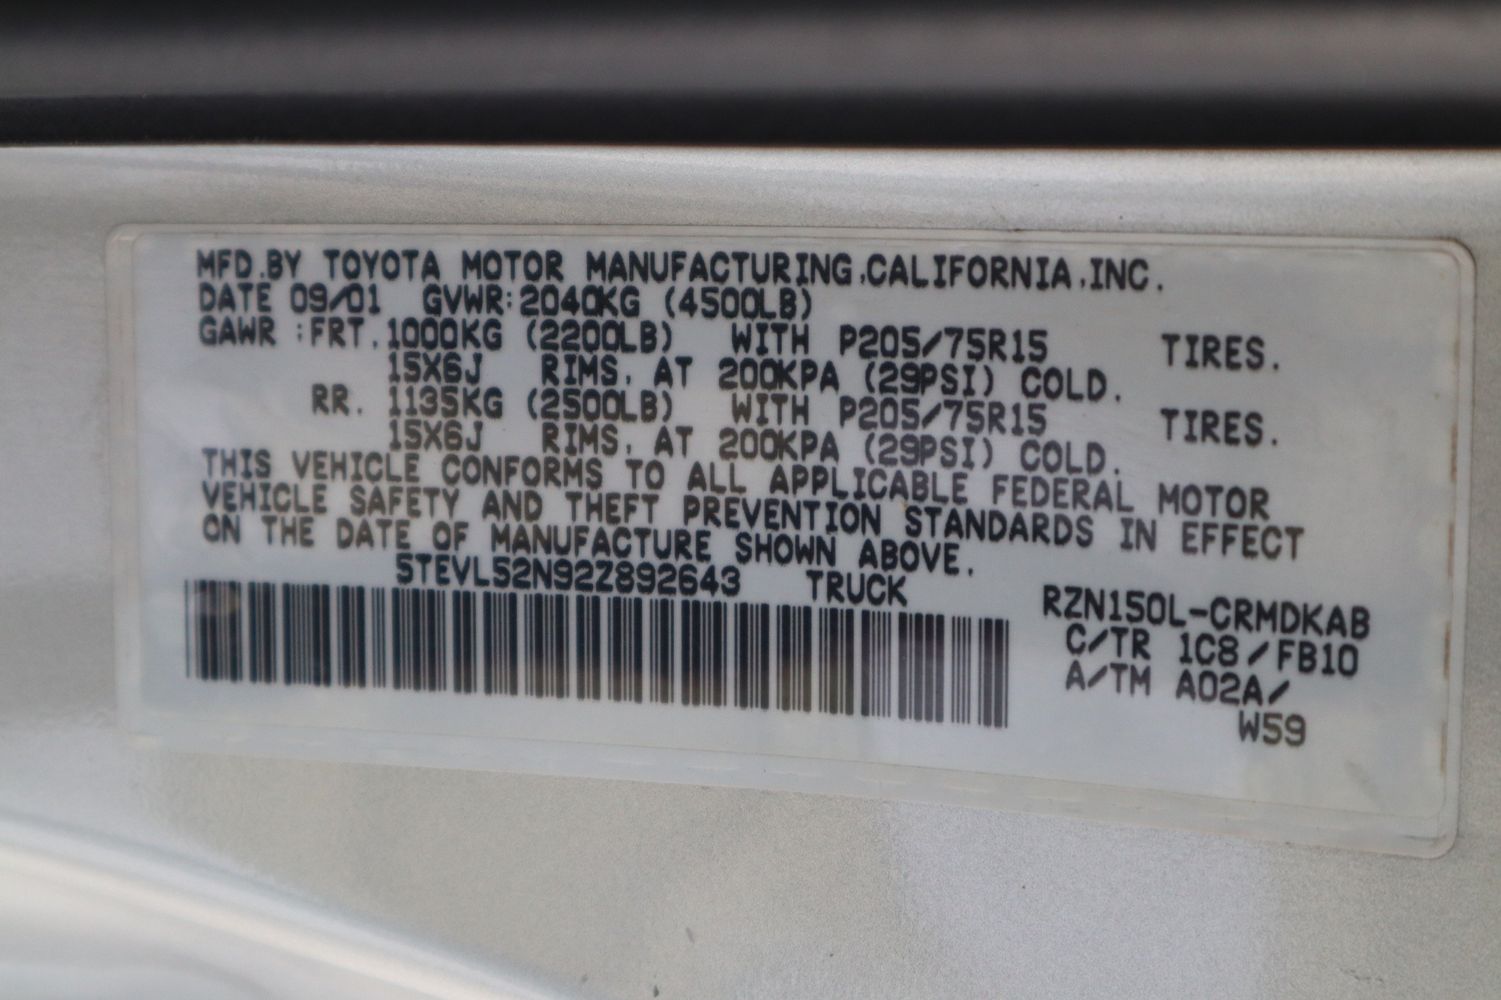 MFD.BY TOYOTA MOTOR MANUFACTURING,CALIFORNIA,INC.
DATE 09/01 GVWR:2040KG (4500LB)
GAWR :FRT. 1000KG (2200LB) WITH P205/75R15 TIRES.
15X6J RIMS, AT 200KPA (29PSI) COLD.
RR. 1135KG (2500LB) WITH P205/75R15 TIRES.
15X6J RIMS, AT 200KPA (29PSI) COLD.
THIS VEHICLE CONFORMS TO ALL APPLICABLE FEDERAL MOTOR
VEHICLE SAFETY AND THEFT PREVENTION STANDARDS IN EFFECT
ON THE DATE OF MANUFACTURE SHOWN ABOVE.
5TEVL52N92Z892643 TRUCK
RZN150L-CRMDKAB
C/TR 1C8/FB10
A/TM A02A/
W59